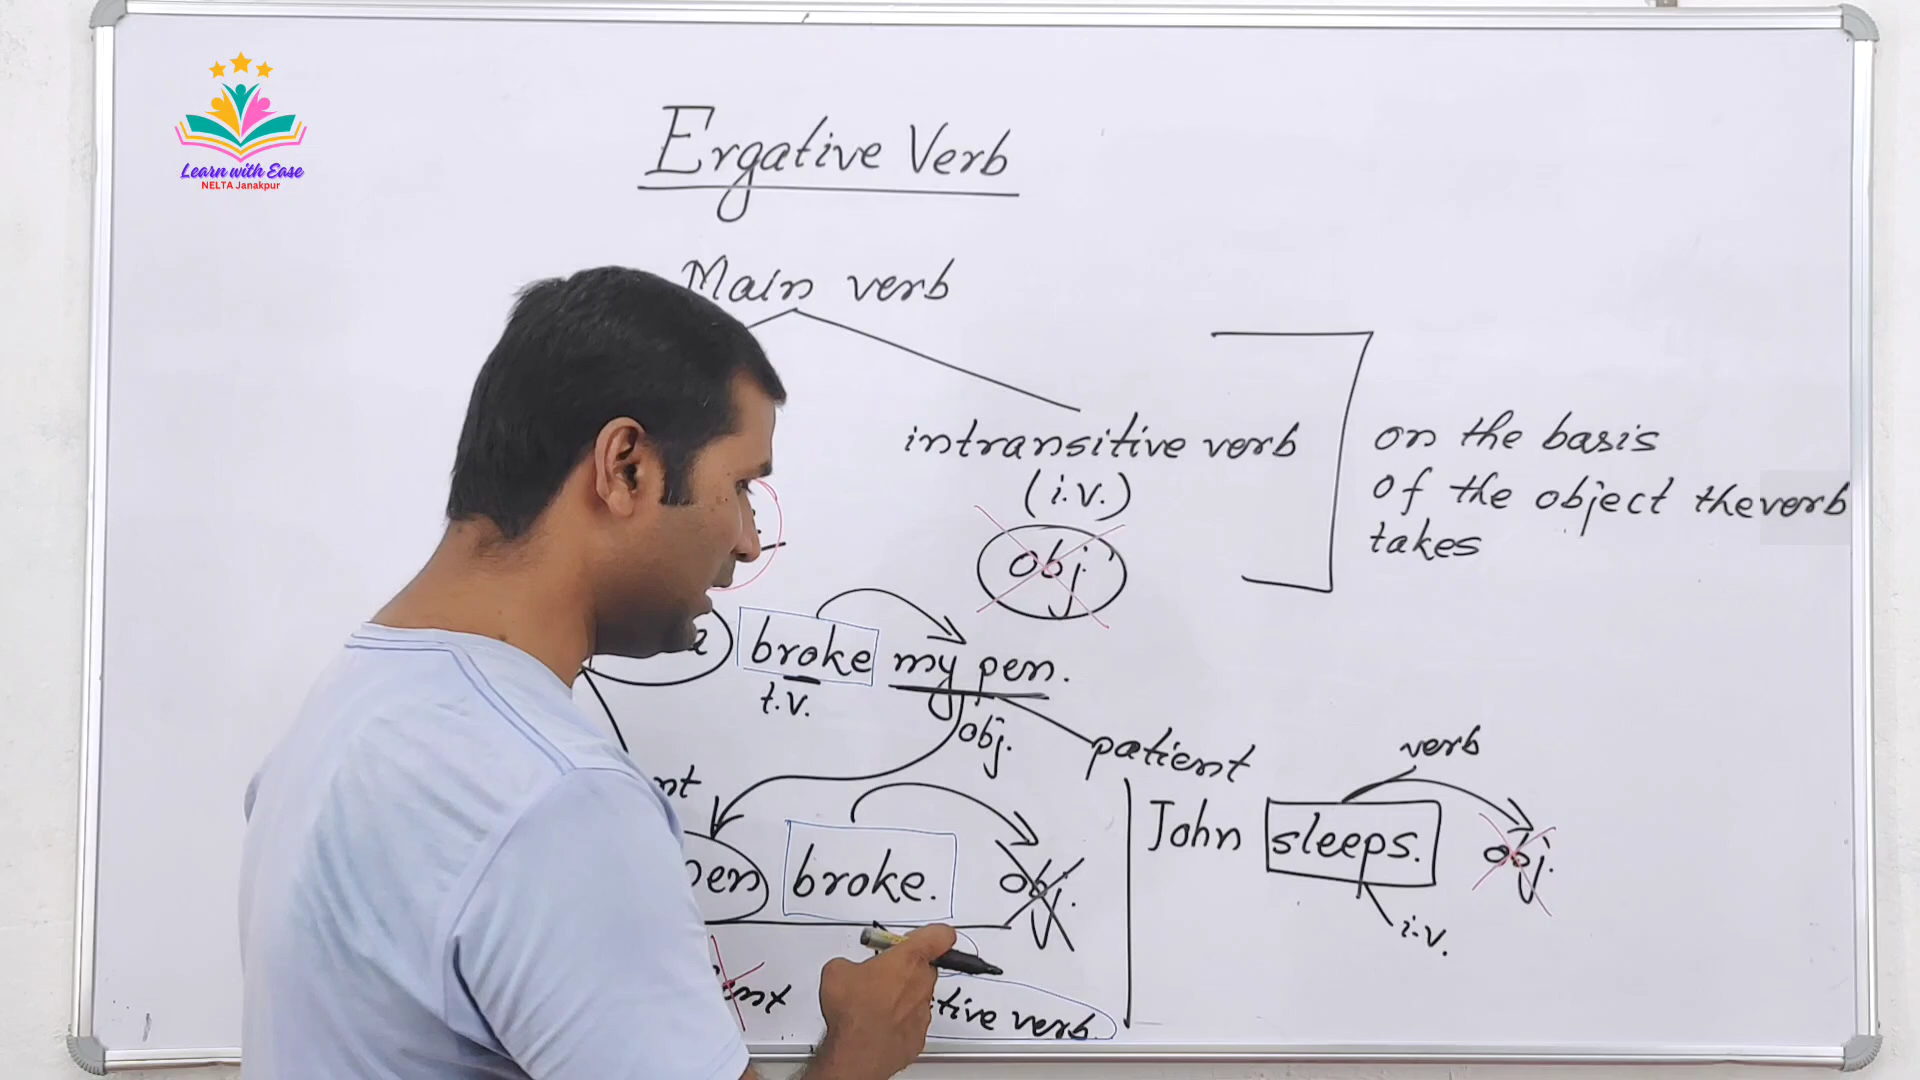 Learn with Ease
NELTA Janakpur
Ergative Verb
Main verb
intransitive verb
(i.v.)
obj.
on the basis
of the object the verb
takes
broke my pen.
t.v.
obj.
patient
broke.
obj.
verb
John sleeps.
obj.
i.v.
verb